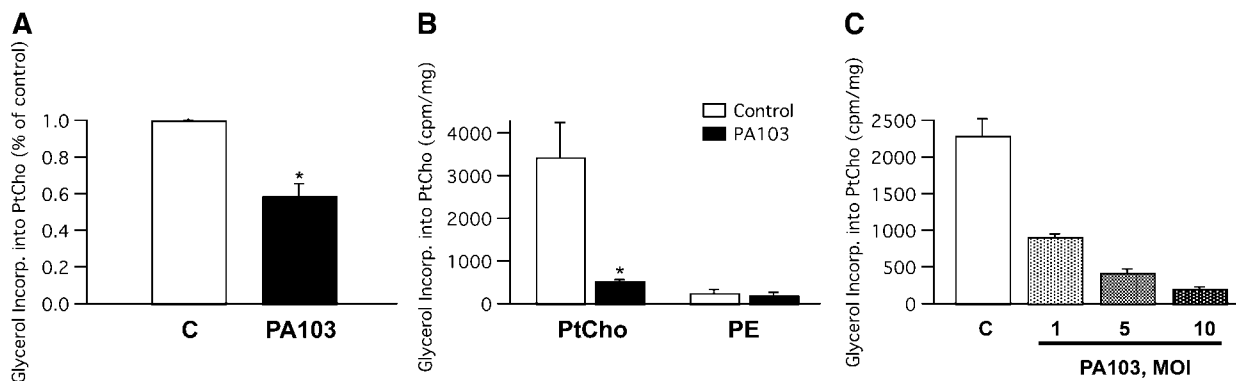 A
Glycerol Incorp. into PtCho (% of control)
1.0
0.8
0.6
0.4
0.2
0.0
*
C PA103
B
Glycerol Incorp. into PtCho (cpm/mg)
4000
3000
2000
1000
0
Control
PA103
*
PtCho PE
C
Glycerol Incorp. into PtCho (cpm/mg)
2500
2000
1500
1000
500
0
C 1 5 10
PA103, MOI